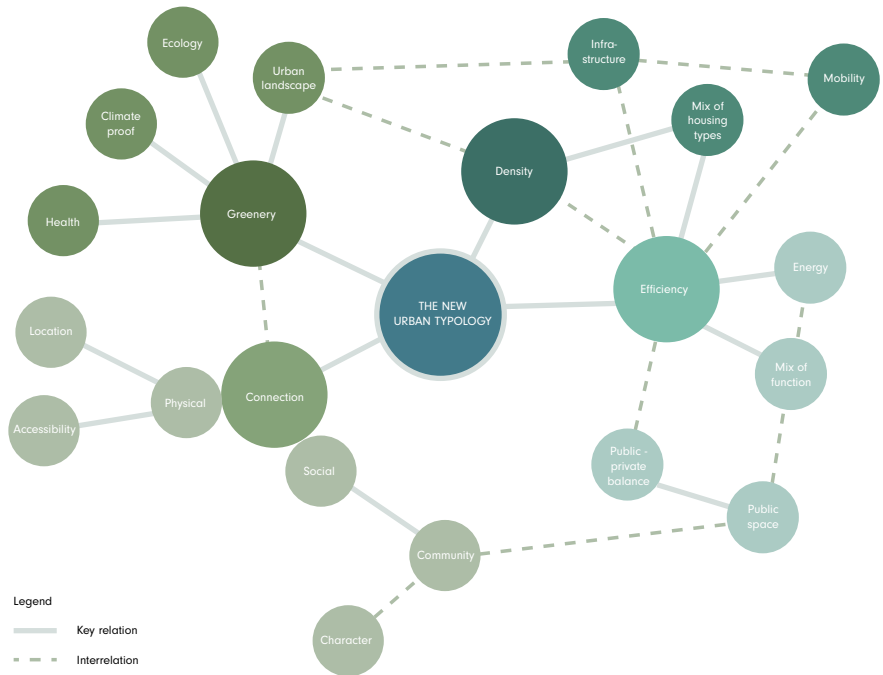 Ecology
Urban
landscape
Infra-
structure
Mobility
Climate
proof
Mix of
housing
types
Density
Health
Greenery
Energy
Efficiency
THE NEW
URBAN TYPOLOGY
Location
Mix of
function
Physical
Connection
Accessibility
Social
Public -
private
balance
Public
space
Community
Character
Legend
Key relation
Interrelation